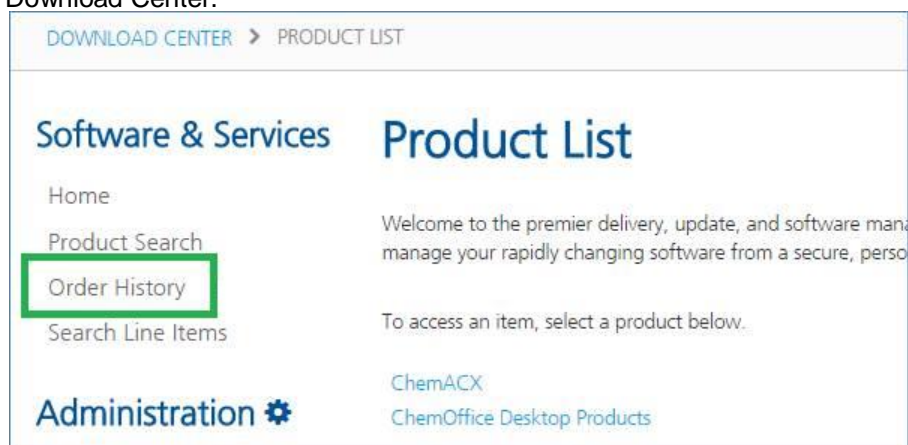 Download Center.
DOWNLOAD CENTER > PRODUCT LIST
Software & Services
Home
Product Search
Order History
Search Line Items
Administration
Product List
Welcome to the premier delivery, update, and software
manage your rapidly changing software from a secure,
To access an item, select a product below.
ChemACX
ChemOffice Desktop Products